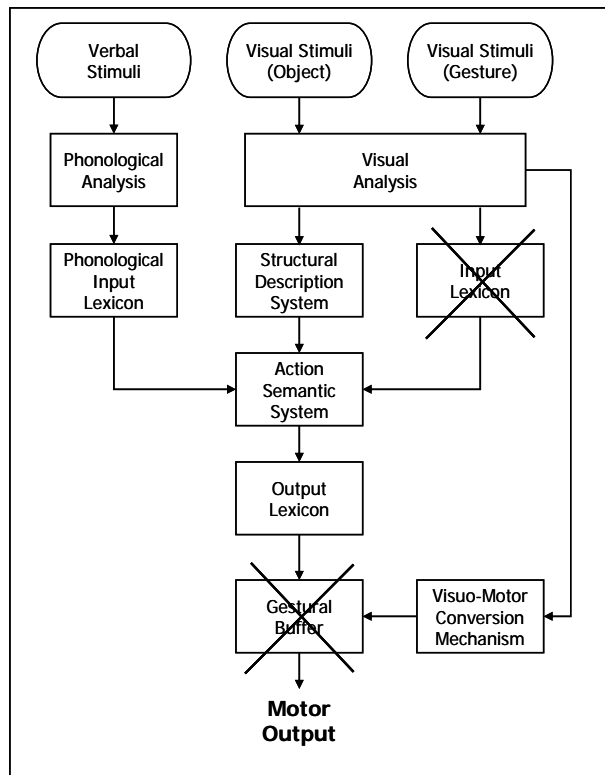 Verbal
Stimuli
Visual Stimuli
(Object)
Visual Stimuli
(Gesture)
Phonological
Analysis
Visual
Analysis
Phonological
Input
Lexicon
Structural
Description
System
Input
Lexicon
Action
Semantic
System
Output
Lexicon
Gestural
Buffer
Visuo-Motor
Conversion
Mechanism
Motor
Output